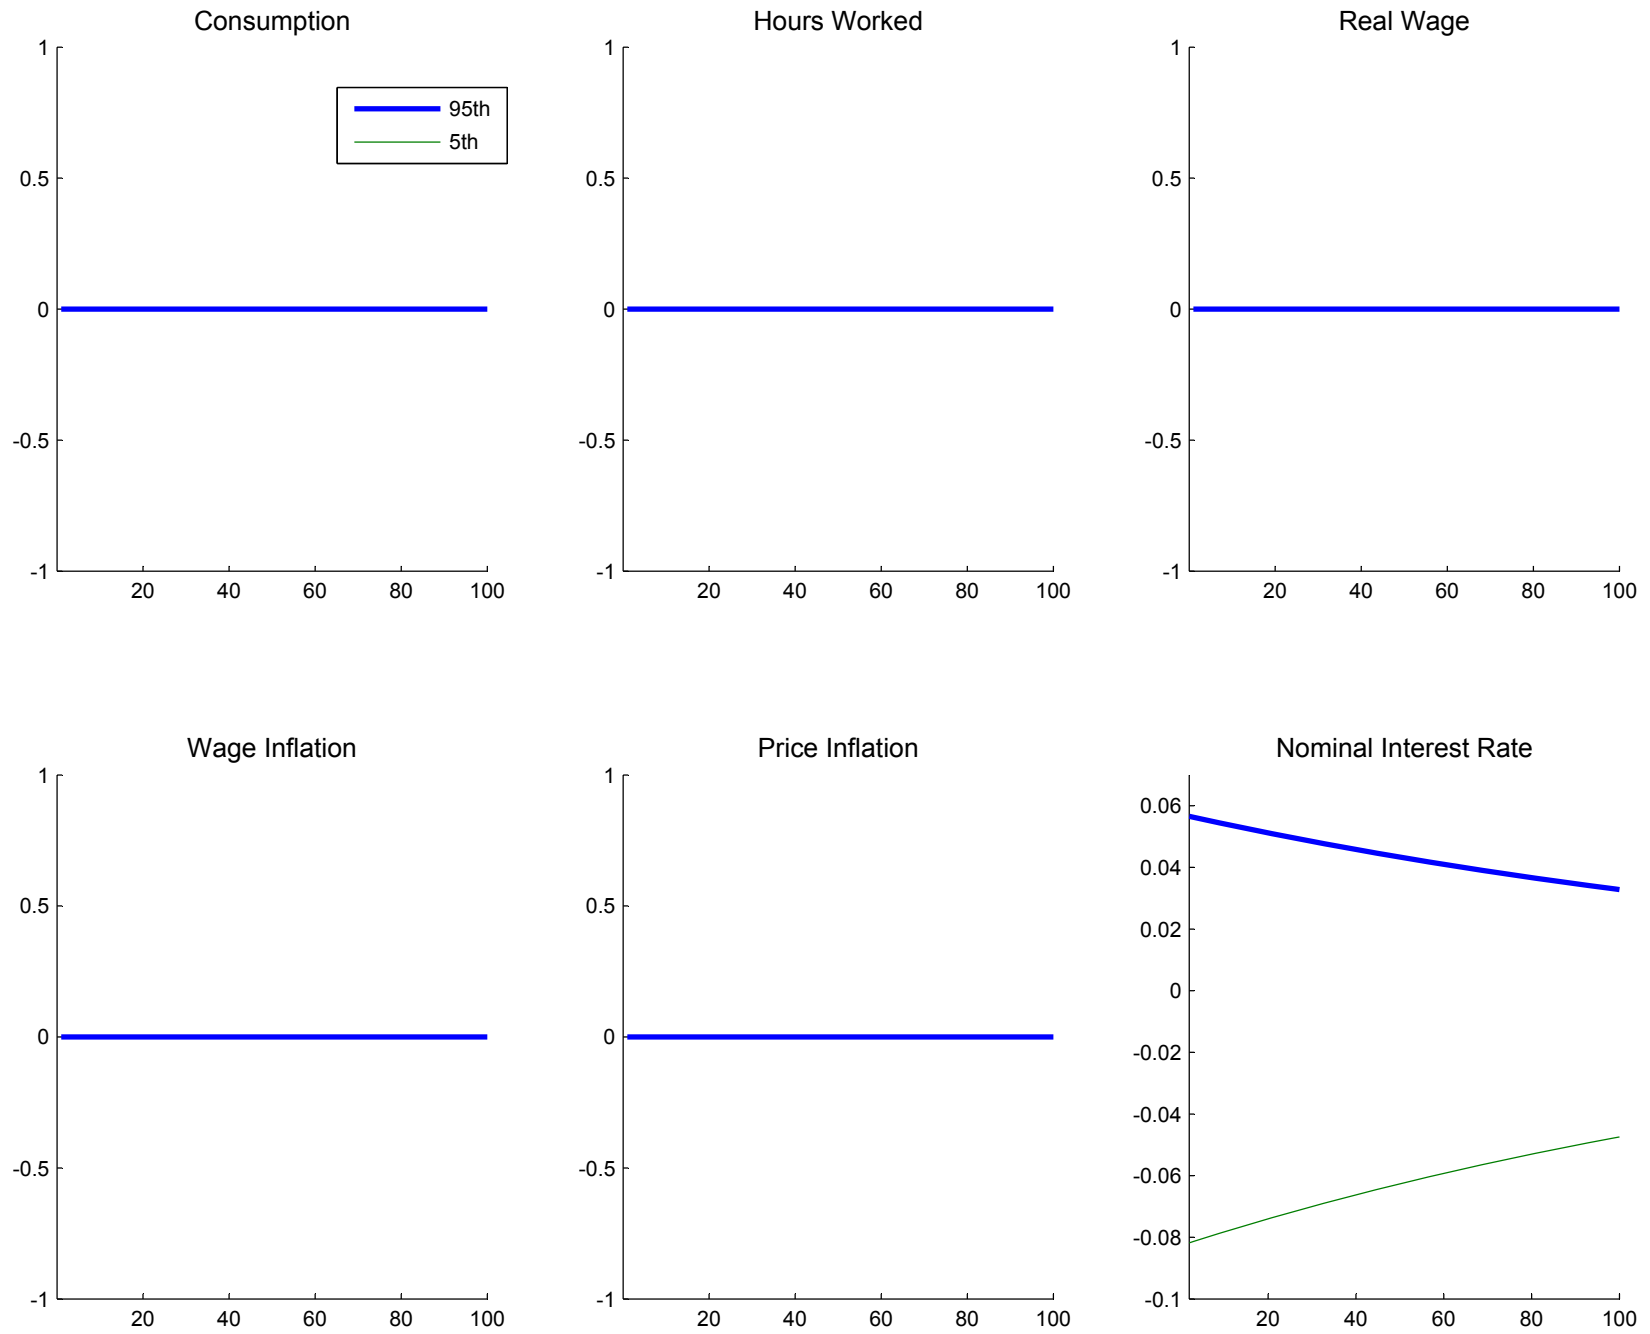 Consumption
1
0.5
0
-0.5
-1
20 40 60 80 100
95th
5th
Hours Worked
1
0.5
0
-0.5
-1
20 40 60 80 100
Real Wage
1
0.5
0
-0.5
-1
20 40 60 80 100
Wage Inflation
1
0.5
0
-0.5
-1
20 40 60 80 100
Price Inflation
1
0.5
0
-0.5
-1
20 40 60 80 100
Nominal Interest Rate
0.06
0.04
0.02
0
-0.02
-0.04
-0.06
-0.08
-0.1
20 40 60 80 100